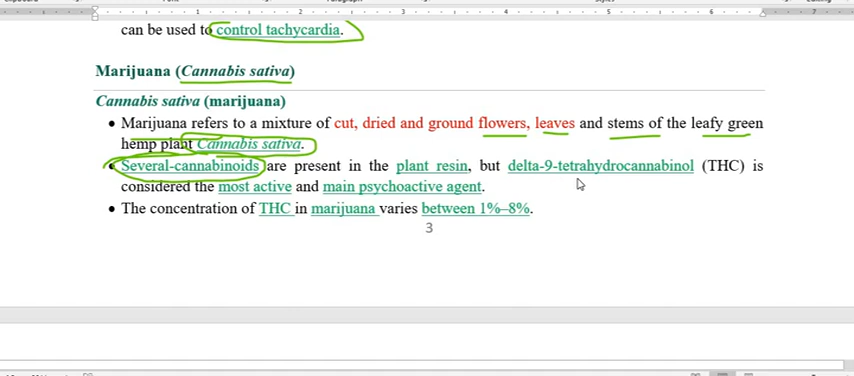 can be used to control tachycardia.
Marijuana (Cannabis sativa)
Cannabis sativa (marijuana)
• Marijuana refers to a mixture of cut, dried and ground flowers, leaves and stems of the leafy green
hemp plant Cannabis sativa.
• Several-cannabinoids are present in the plant resin, but delta-9-tetrahydrocannabinol (THC) is
considered the most active and main psychoactive agent.
• The concentration of THC in marijuana varies between 1%–8%.
3